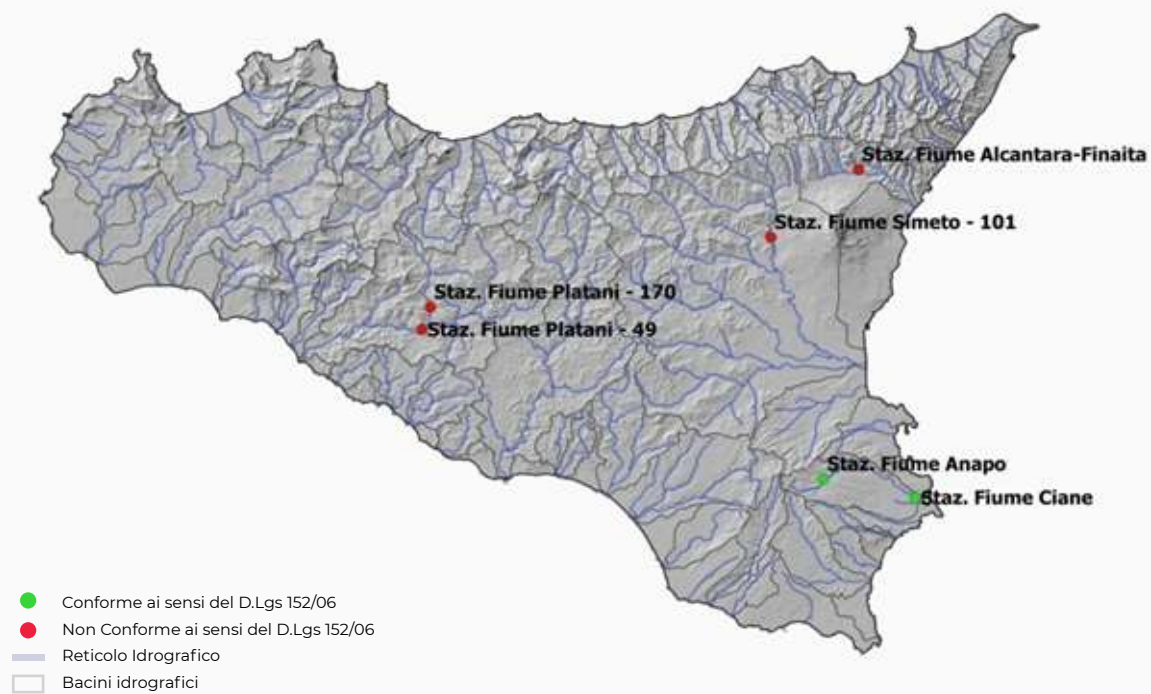 Staz. Fiume Alcantara-Finaita
Staz. Fiume Simeto - 101
Staz. Fiume Platani - 170
Staz. Fiume Platani - 49
Staz. Fiume Anapo
Staz. Fiume Ciane
Conforme ai sensi del D.Lgs 152/06
Non Conforme ai sensi del D.Lgs 152/06
Reticolo Idrografico
Bacini idrografici